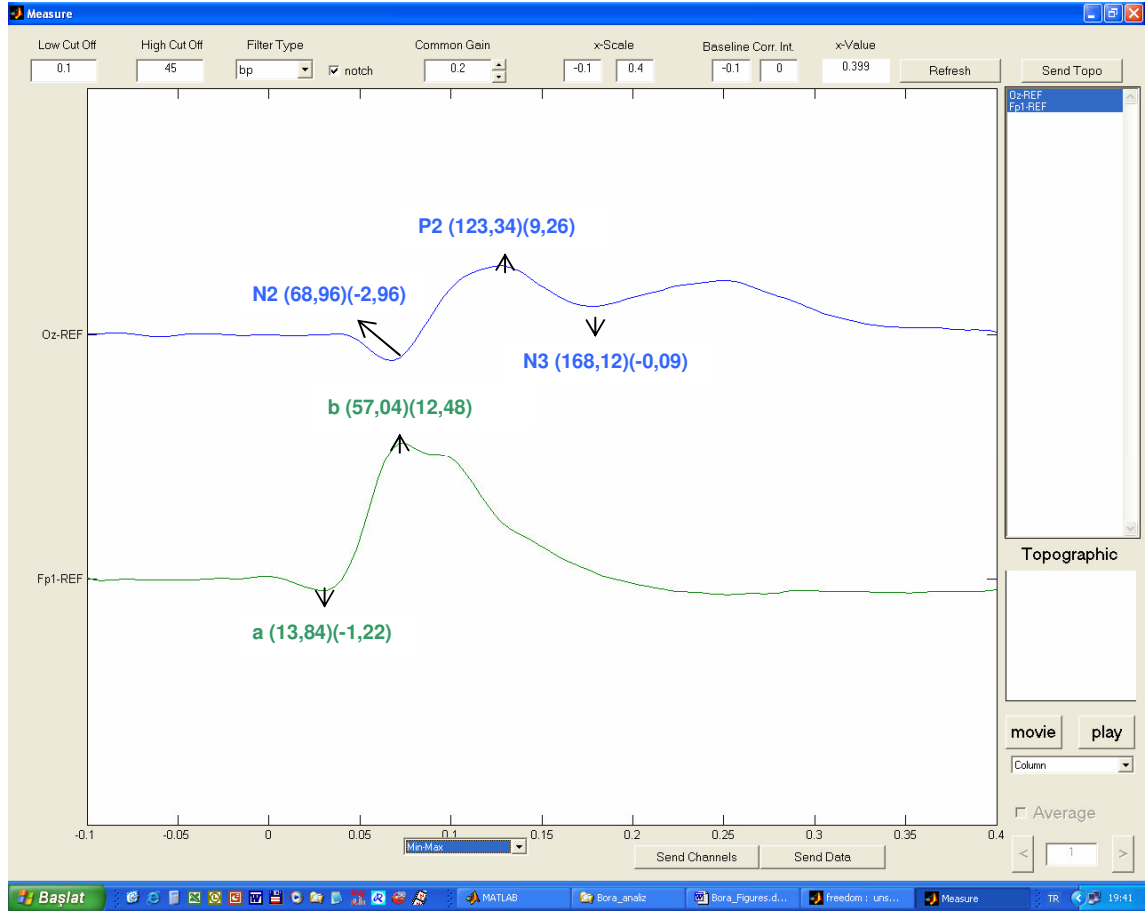 Measure
Low Cut Off
High Cut Off
Filter Type
Common Gain
x-Scale
Baseline Corr. Int.
x-Value
0.1
45
bp
notch
0.2
-0.1
0.4
-0.1
0
0.399
Refresh
Send Topo
Oz-REF
Fp1-REF
P2 (123,34)(9,26)
N2 (68,96)(-2,96)
Oz-REF
N3 (168,12)(-0,09)
b (57,04)(12,48)
Fp1-REF
a (13,84)(-1,22)
Topographic
movie
play
Column
Average
<
1
>
-0.1
-0.05
0
0.05
0.1
0.15
0.2
0.25
0.3
0.35
0.4
Min-Max
Send Channels
Send Data
Başlat
MATLAB
Bora_analiz
Bora_Figures.d...
freedom : uns...
Measure
TR
19:41